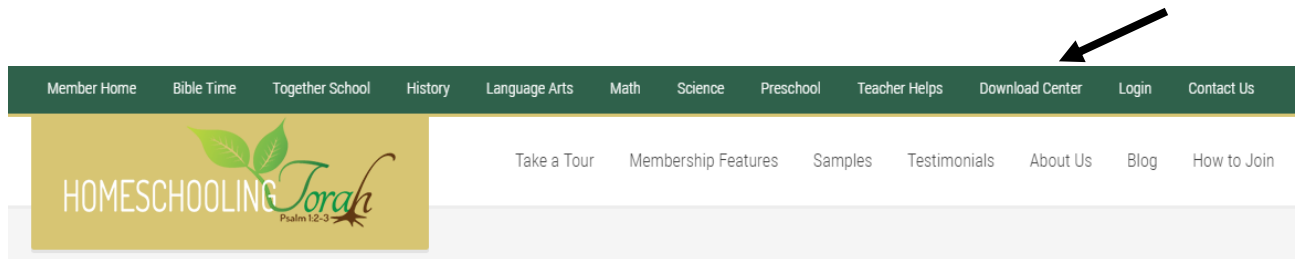 Member Home Bible Time Together School History Language Arts Math Science Preschool Teacher Helps Download Center Login Contact Us
Take a Tour Membership Features Samples Testimonials About Us Blog How to Join
HOMESCHOOLING Torah
Psalm 1:2-3